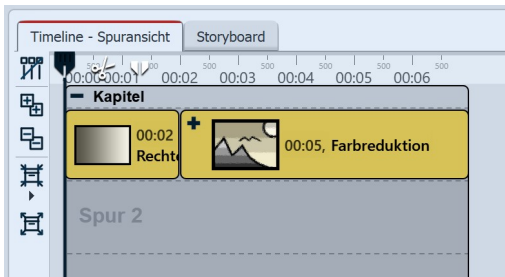 Timeline - Spuransicht Storyboard
500 500 500 500 500 500
00:00 00:01 00:02 00:03 00:04 00:05 00:06
Kapitel
00:02
Recht
00:05, Farbreduktion
Spur 2